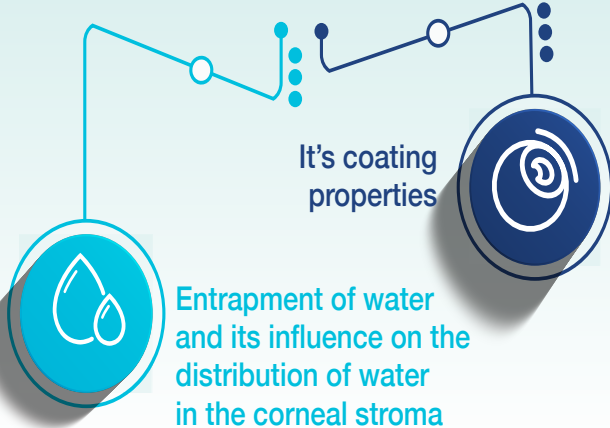 It's coating
properties
Entrapment of water
and its influence on the
distribution of water
in the corneal stroma